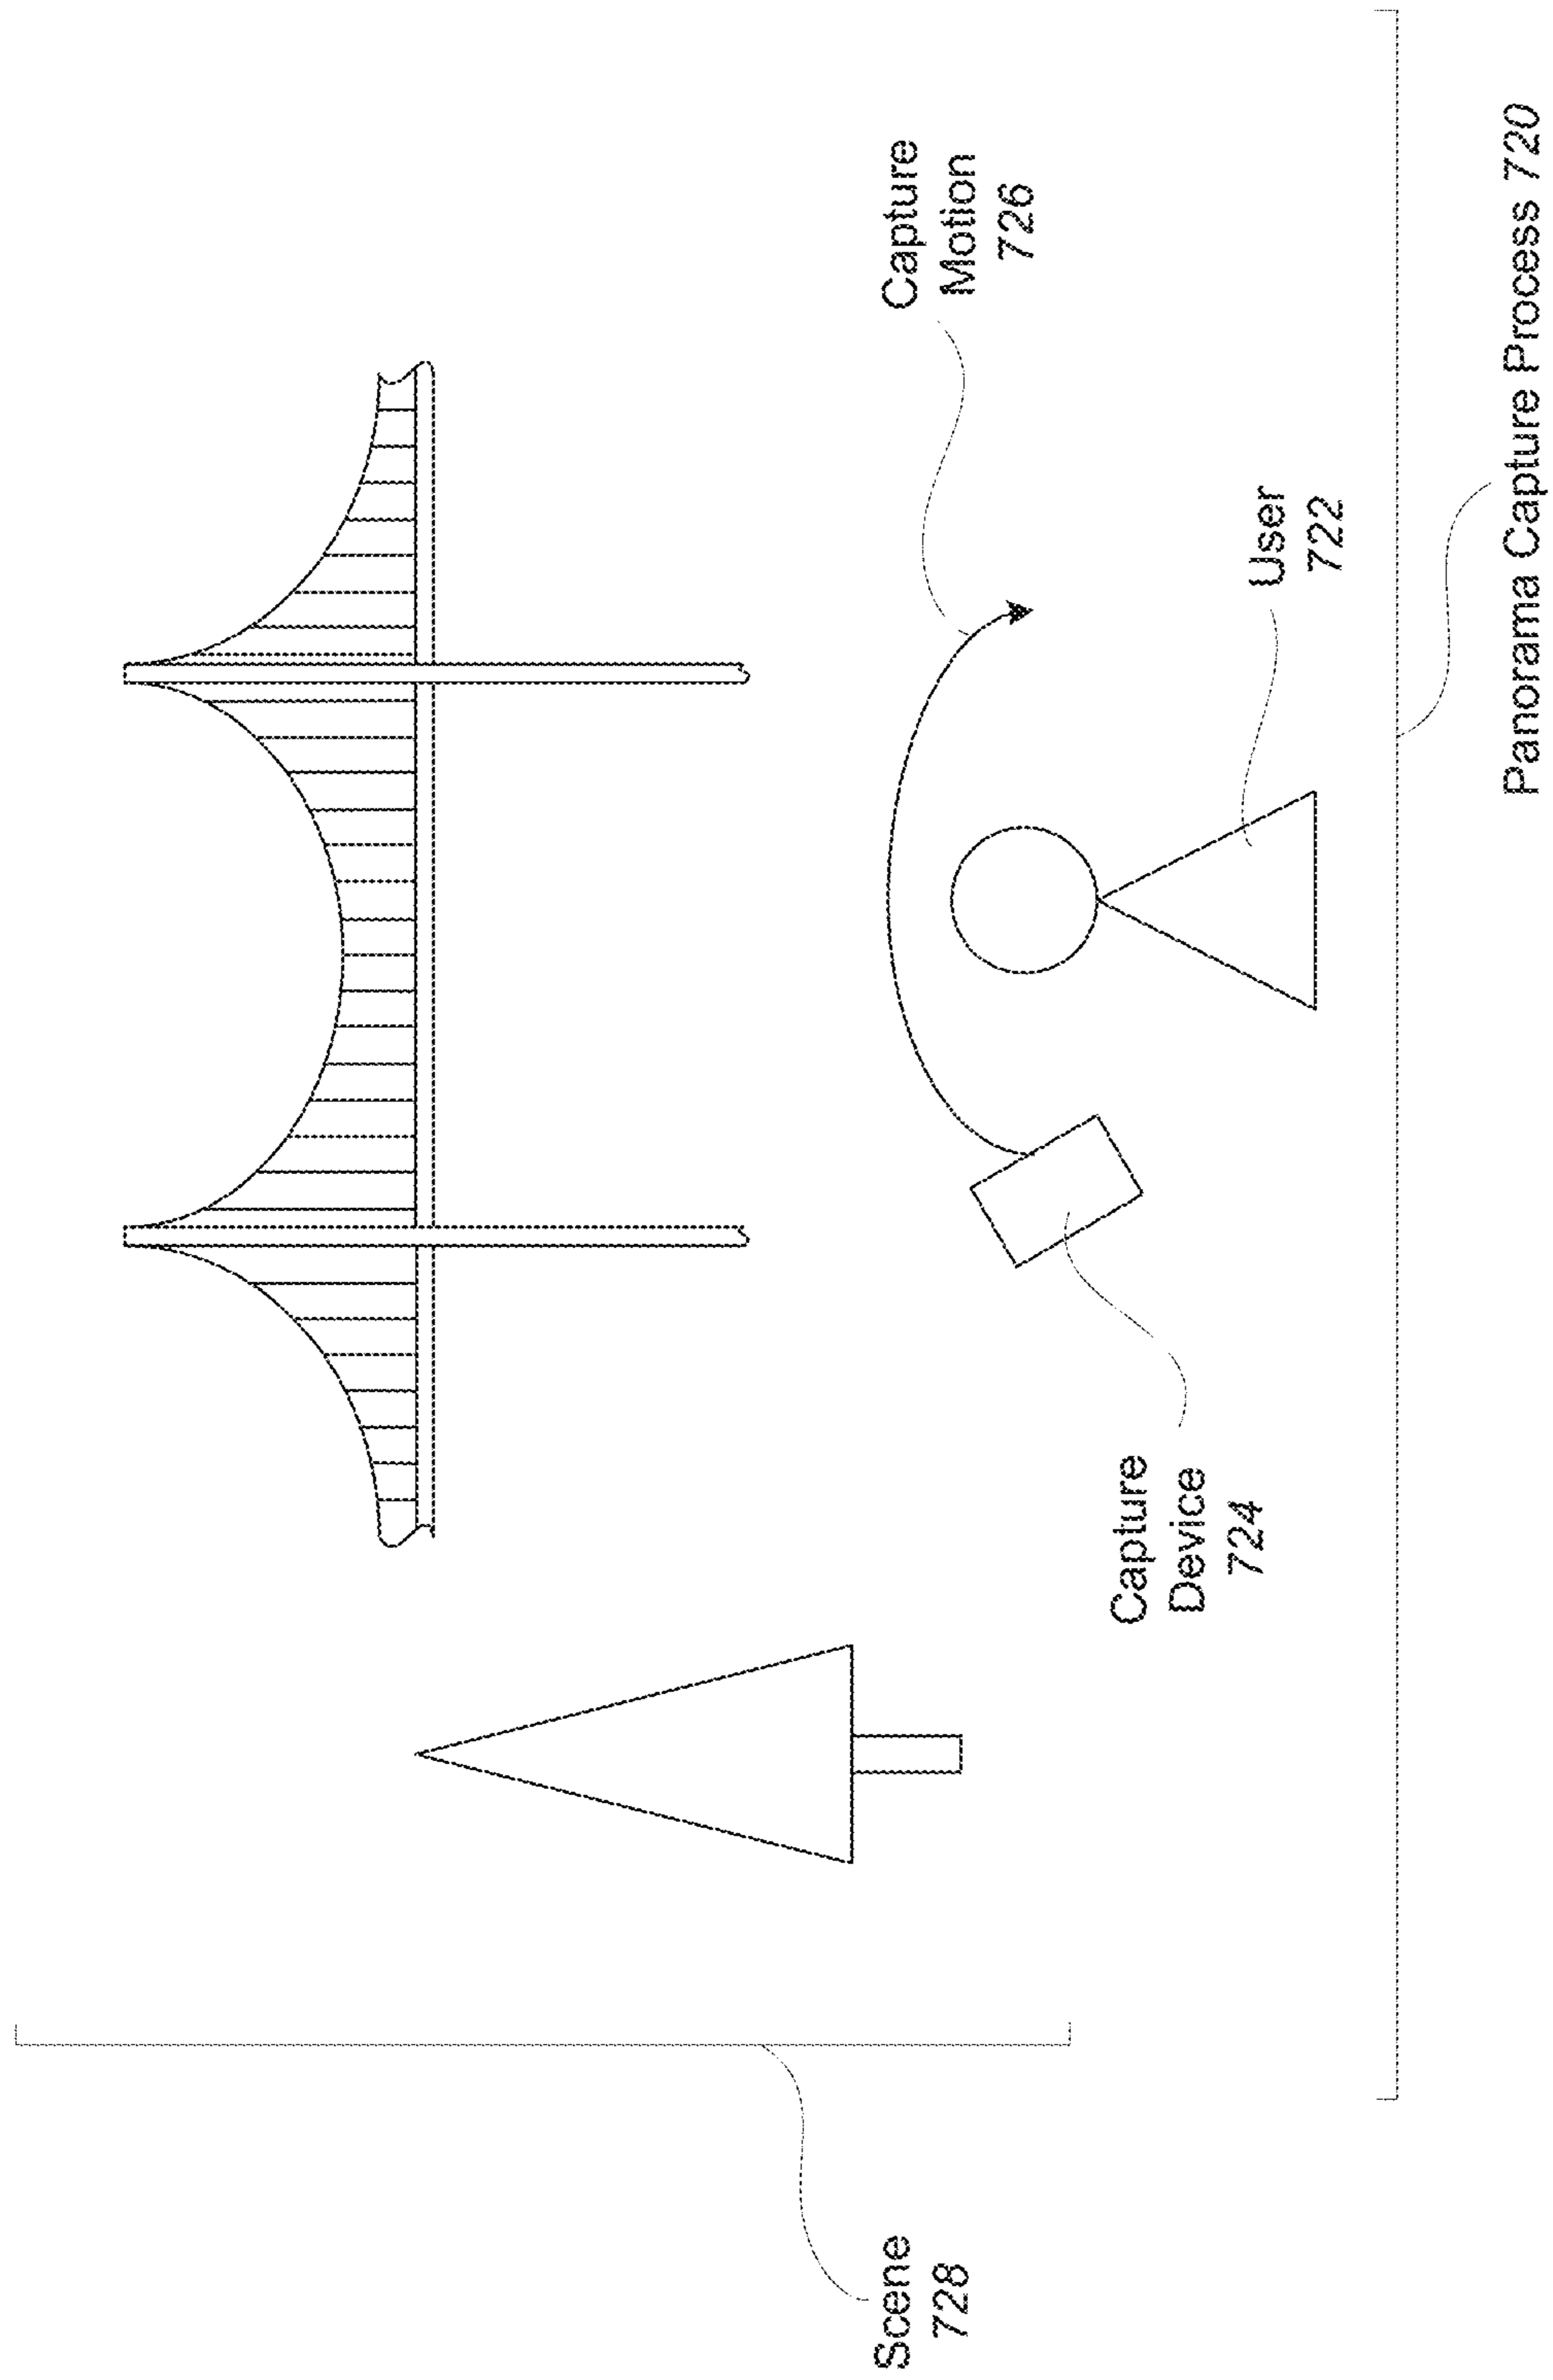 Scene
728
Capture
Device
724
User
722
Capture
Motion
726
Panorama Capture Process 720